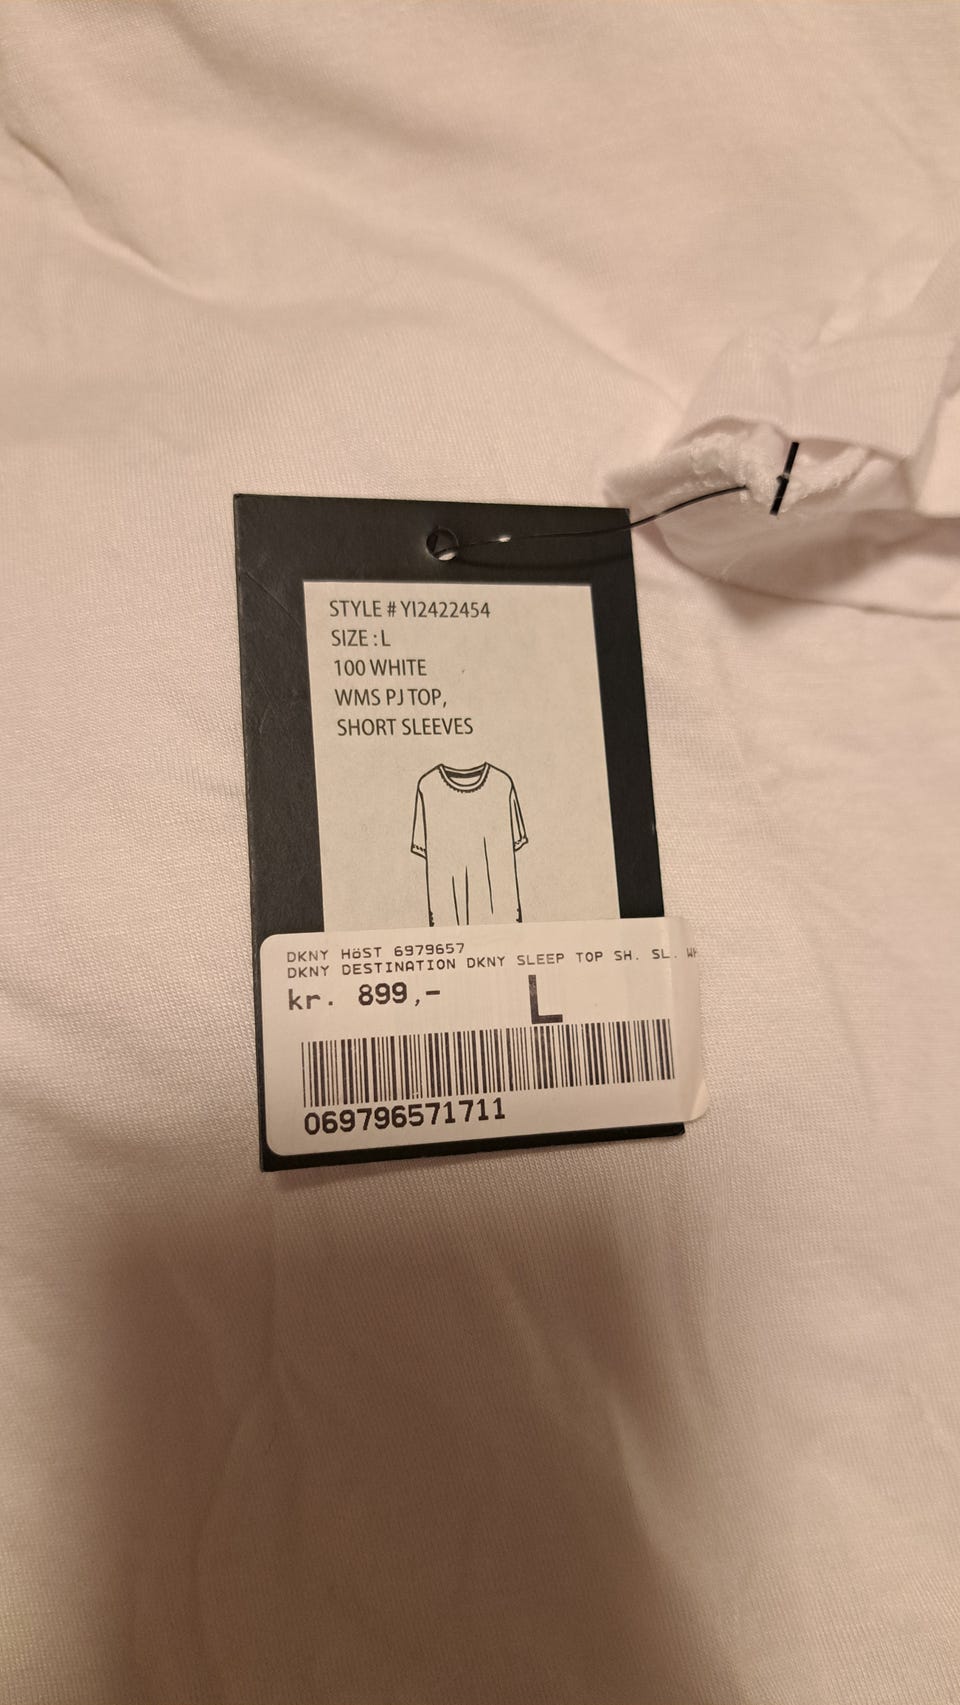 STYLE # YI2422454
SIZE : L
100 WHITE
WMS PJ TOP,
SHORT SLEEVES
DKNY HöST 6979657
DKNY DESTINATION DKNY SLEEP TOP SH. SL.
kr. 899,-
L
069796571711